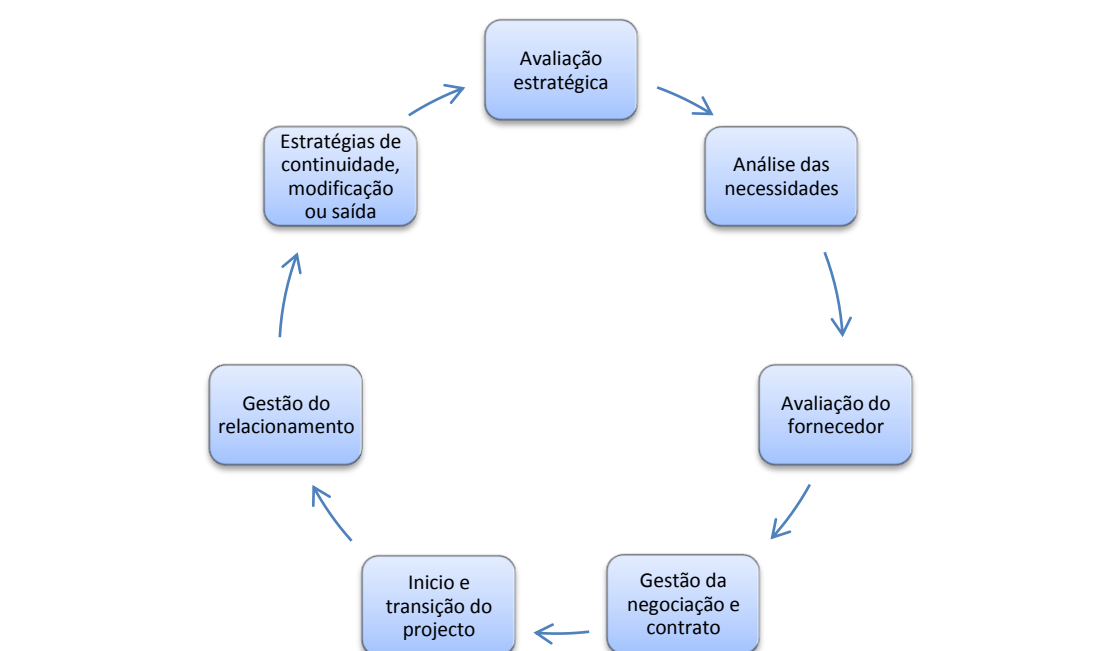 Avaliação
estratégica
Análise das
necessidades
Avaliação do
fornecedor
Gestão da
negociação e
contrato
Inicio e
transição do
projecto
Gestão do
relacionamento
Estratégias de
continuidade,
modificação
ou saída